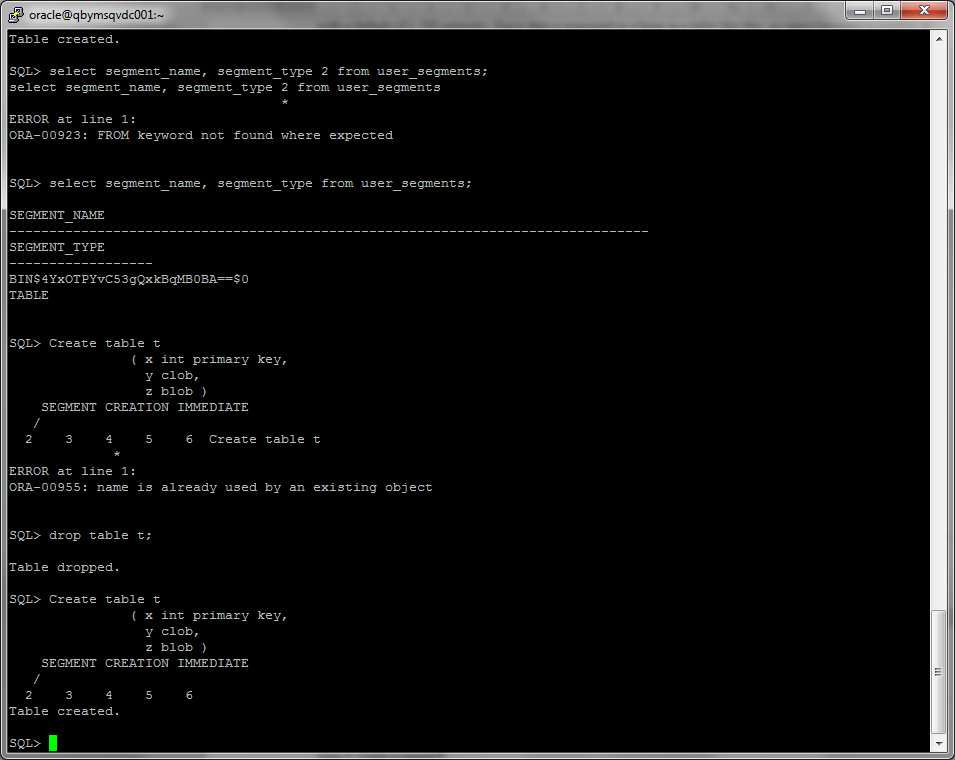 oracle@qbymsqvdc001:~
Table created.
SQL> select segment_name, segment_type 2 from user_segments;
select segment_name, segment_type 2 from user_segments
*
ERROR at line 1:
ORA-00923: FROM keyword not found where expected
SQL> select segment_name, segment_type from user_segments;
SEGMENT_NAME
--------------------------------------------------------------------------------
SEGMENT_TYPE
------------------
BIN$4YxOTPYvC53gQxkBqMB0BA==$0
TABLE
SQL> Create table t
( x int primary key,
y clob,
z blob )
SEGMENT CREATION IMMEDIATE
/
2 3 4 5 6 Create table t
*
ERROR at line 1:
ORA-00955: name is already used by an existing object
SQL> drop table t;
Table dropped.
SQL> Create table t
( x int primary key,
y clob,
z blob )
SEGMENT CREATION IMMEDIATE
/
2 3 4 5 6
Table created.
SQL>